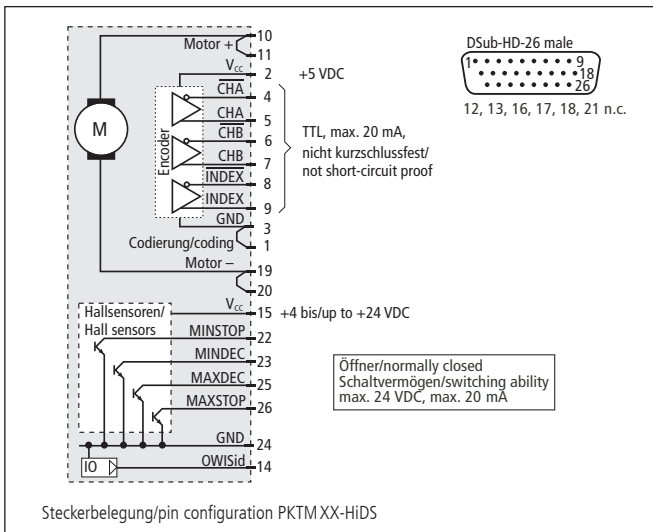 10
Motor +
11
VCC
2
+5 VDC
CHA
4
CHA
5
CHB
6
CHB
7
INDEX
8
INDEX
9
GND
3
Codierung/coding
1
Motor –
19
20
M
Encoder
TTL, max. 20 mA,
nicht kurzschlussfest/
not short-circuit proof
DSub-HD-26 male
1
9
18
26
12, 13, 16, 17, 18, 21 n.c.
Hallsensoren/
Hall sensors
VCC
15
+4 bis/up to +24 VDC
MINSTOP
22
MINDEC
23
MAXDEC
25
MAXSTOP
26
GND
24
IO
OWISid
14
Öffner/normally closed
Schaltvermögen/switching ability
max. 24 VDC, max. 20 mA
Steckerbelegung/pin configuration PKTM XX-HiDS